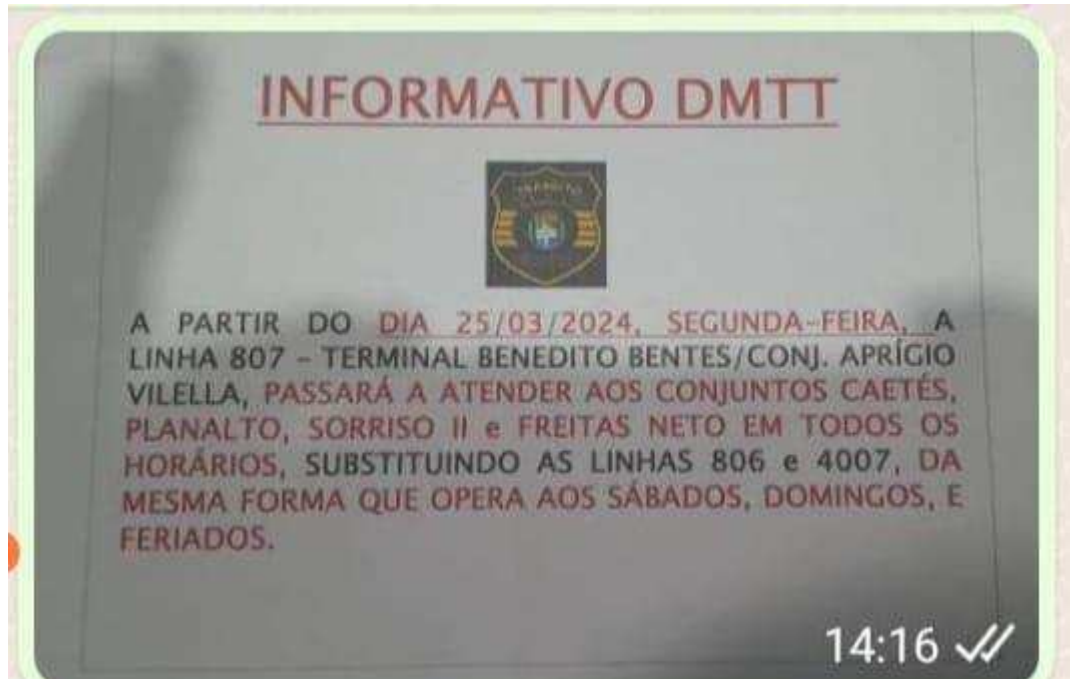 INFORMATIVO DMTT
A PARTIR DO DIA 25/03/2024, SEGUNDA-FEIRA, A
LINHA 807 – TERMINAL BENEDITO BENTES/CONJ. APRÍGIO
VILELLA, PASSARÁ A ATENDER AOS CONJUNTOS CAETÉS,
PLANALTO, SORRISO II e FREITAS NETO EM TODOS OS
HORÁRIOS, SUBSTITUINDO AS LINHAS 806 e 4007, DA
MESMA FORMA QUE OPERA AOS SÁBADOS, DOMINGOS, E
FERIADOS.
14:16